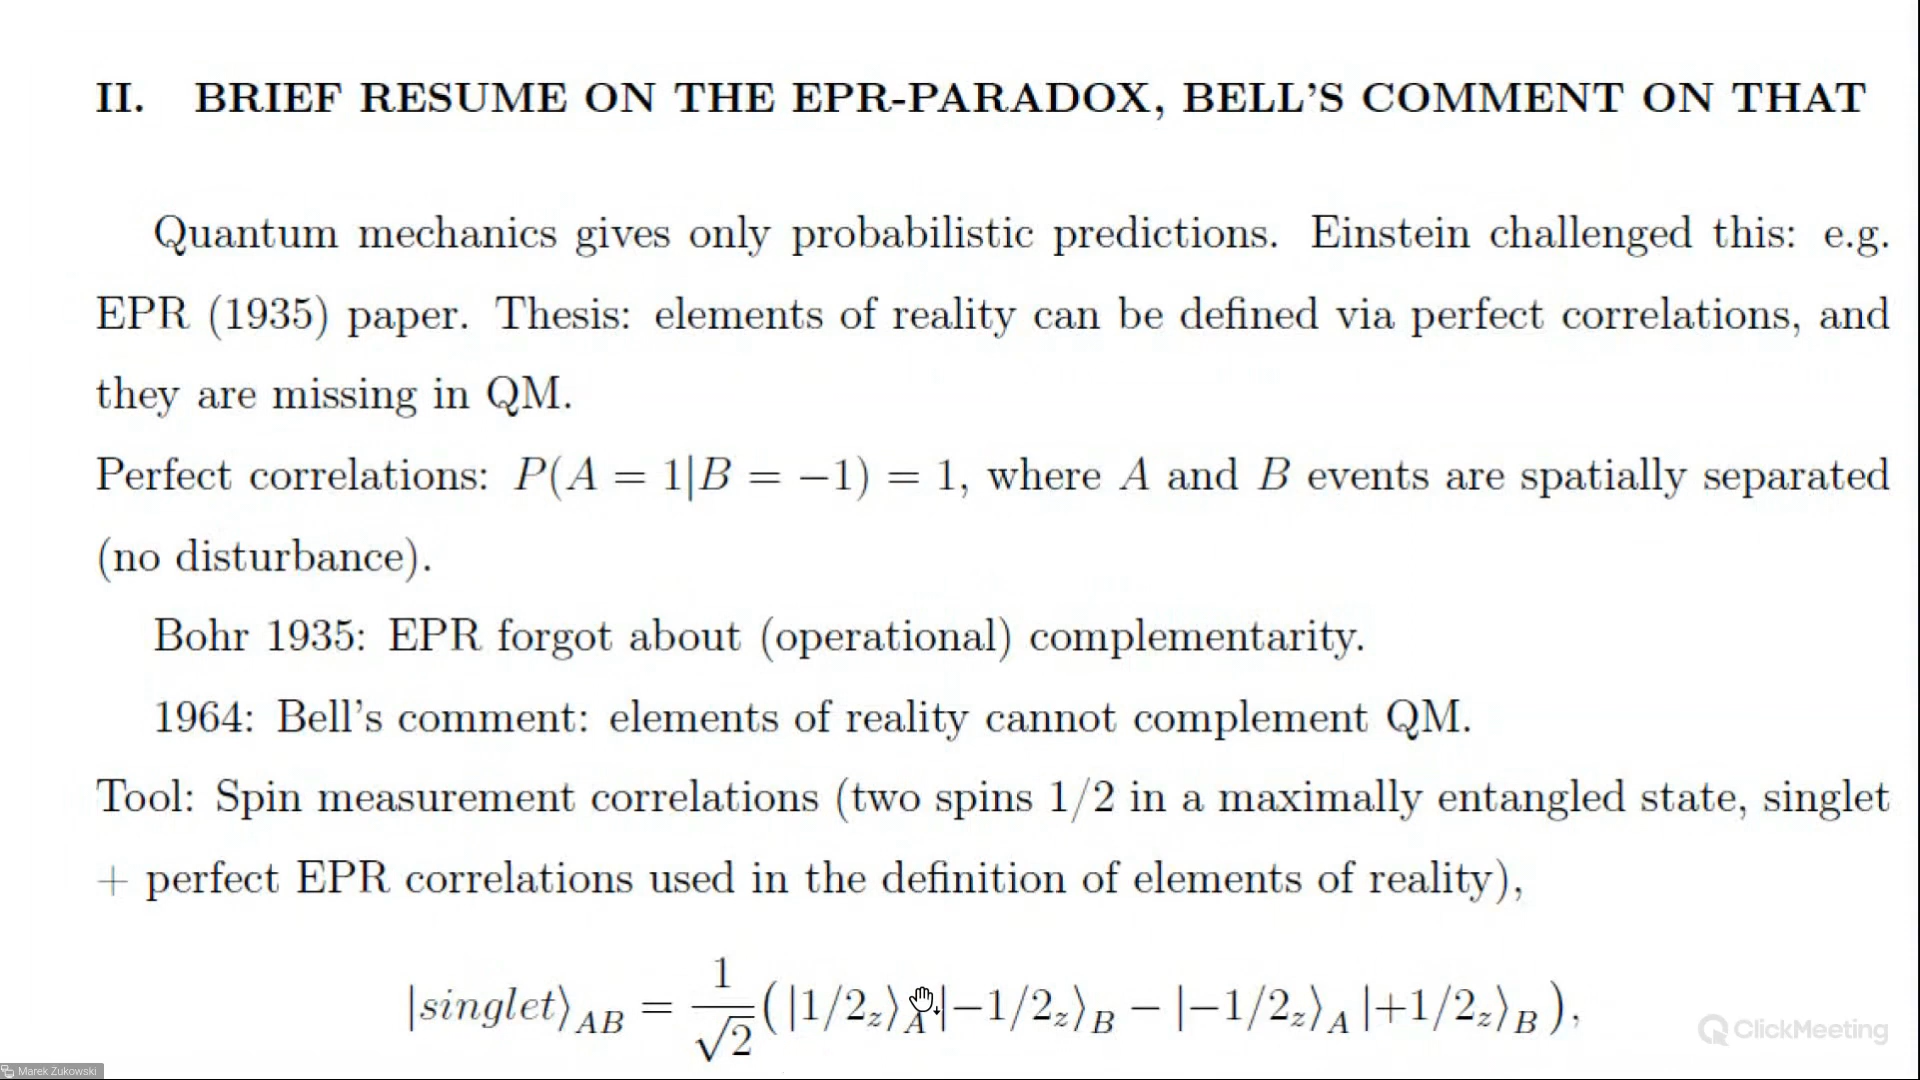 II. BRIEF RESUME ON THE EPR-PARADOX, BELL'S COMMENT ON THAT
Quantum mechanics gives only probabilistic predictions. Einstein challenged this: e.g.
EPR (1935) paper. Thesis: elements of reality can be defined via perfect correlations, and
they are missing in QM.
Perfect correlations: P(A = 1|B = −1) = 1, where A and B events are spatially separated
(no disturbance).
Bohr 1935: EPR forgot about (operational) complementarity.
1964: Bell's comment: elements of reality cannot complement QM.
Tool: Spin measurement correlations (two spins 1/2 in a maximally entangled state, singlet
+ perfect EPR correlations used in the definition of elements of reality),
|singlet⟩_{AB} = \frac{1}{\sqrt{2}} ( |1/2_z⟩_A |−1/2_z⟩_B − |−1/2_z⟩_A |+1/2_z⟩_B ),
ClickMeeting
Marek Zukowski